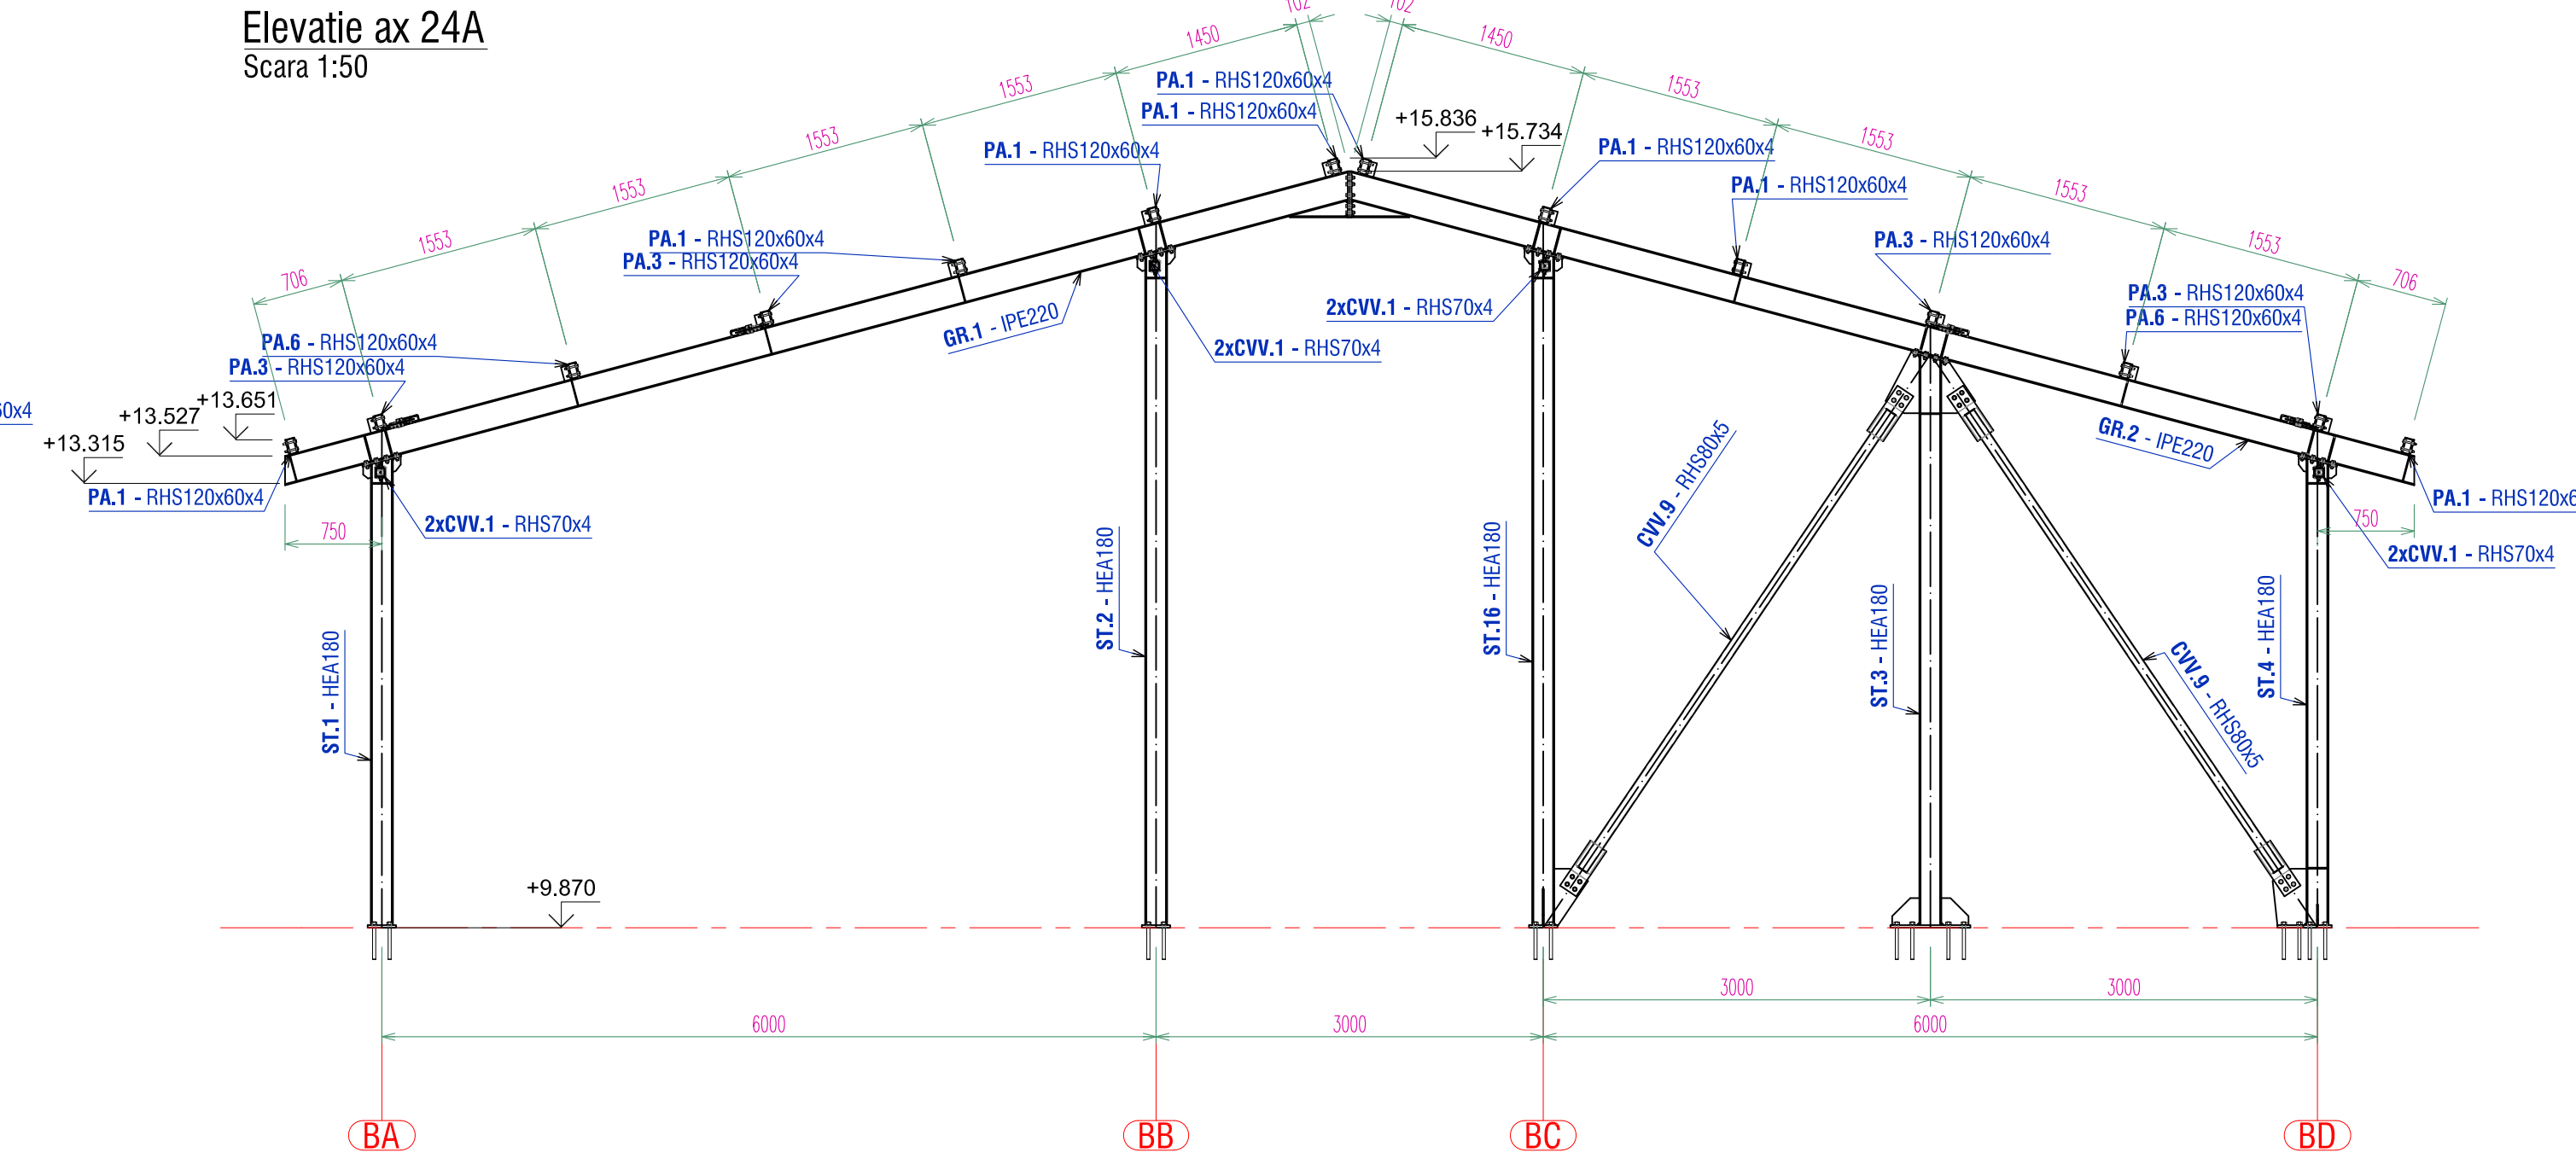 Elevatie ax 24A
Scara 1:50
102
102
1450
1450
1553
1553
1553
1553
1553
1553
1553
1553
706
706
PA.1 - RHS120x60x4
PA.1 - RHS120x60x4
+15.836
+15.734
PA.1 - RHS120x60x4
PA.1 - RHS120x60x4
PA.1 - RHS120x60x4
PA.1 - RHS120x60x4
PA.3 - RHS120x60x4
PA.3 - RHS120x60x4
PA.3 - RHS120x60x4
PA.6 - RHS120x60x4
GR.1 - IPE220
2xCVV.1 - RHS70x4
2xCVV.1 - RHS70x4
PA.6 - RHS120x60x4
PA.3 - RHS120x60x4
60x4
+13.651
+13.527
+13.315
GR.2 - IPE220
PA.1 - RHS120x60x4
PA.1 - RHS120x6
750
750
2xCVV.1 - RHS70x4
2xCVV.1 - RHS70x4
CVV.9 - RHS80x5
CVV.9 - RHS80x5
ST.1 - HEA180
ST.2 - HEA180
ST.16 - HEA180
ST.3 - HEA180
ST.4 - HEA180
+9.870
3000
3000
6000
3000
6000
BA
BB
BC
BD